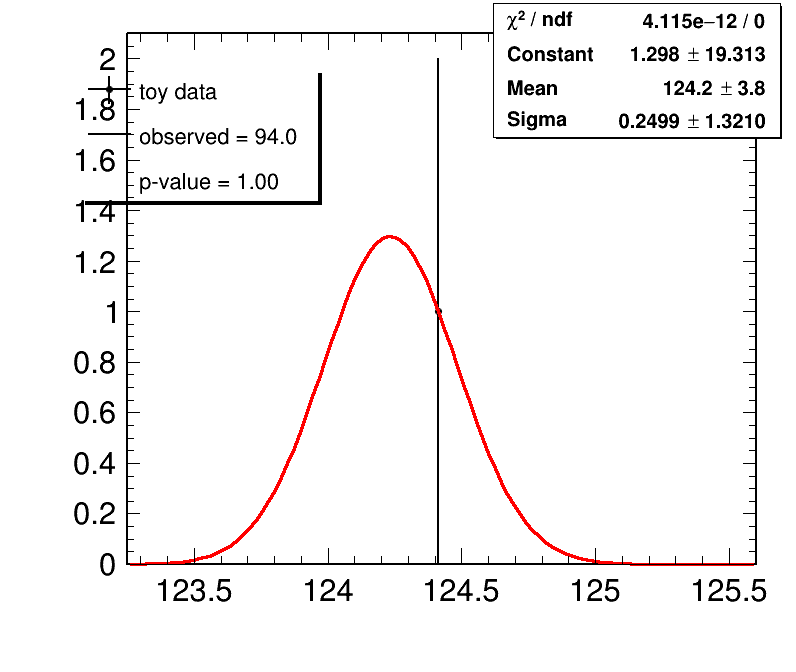 χ² / ndf 4.115e−12 / 0
Constant 1.298 ± 19.313
Mean 124.2 ± 3.8
Sigma 0.2499 ± 1.3210
toy data
observed = 94.0
p-value = 1.00
2
1.8
1.6
1.4
1.2
1
0.8
0.6
0.4
0.2
0
123.5 124 124.5 125 125.5